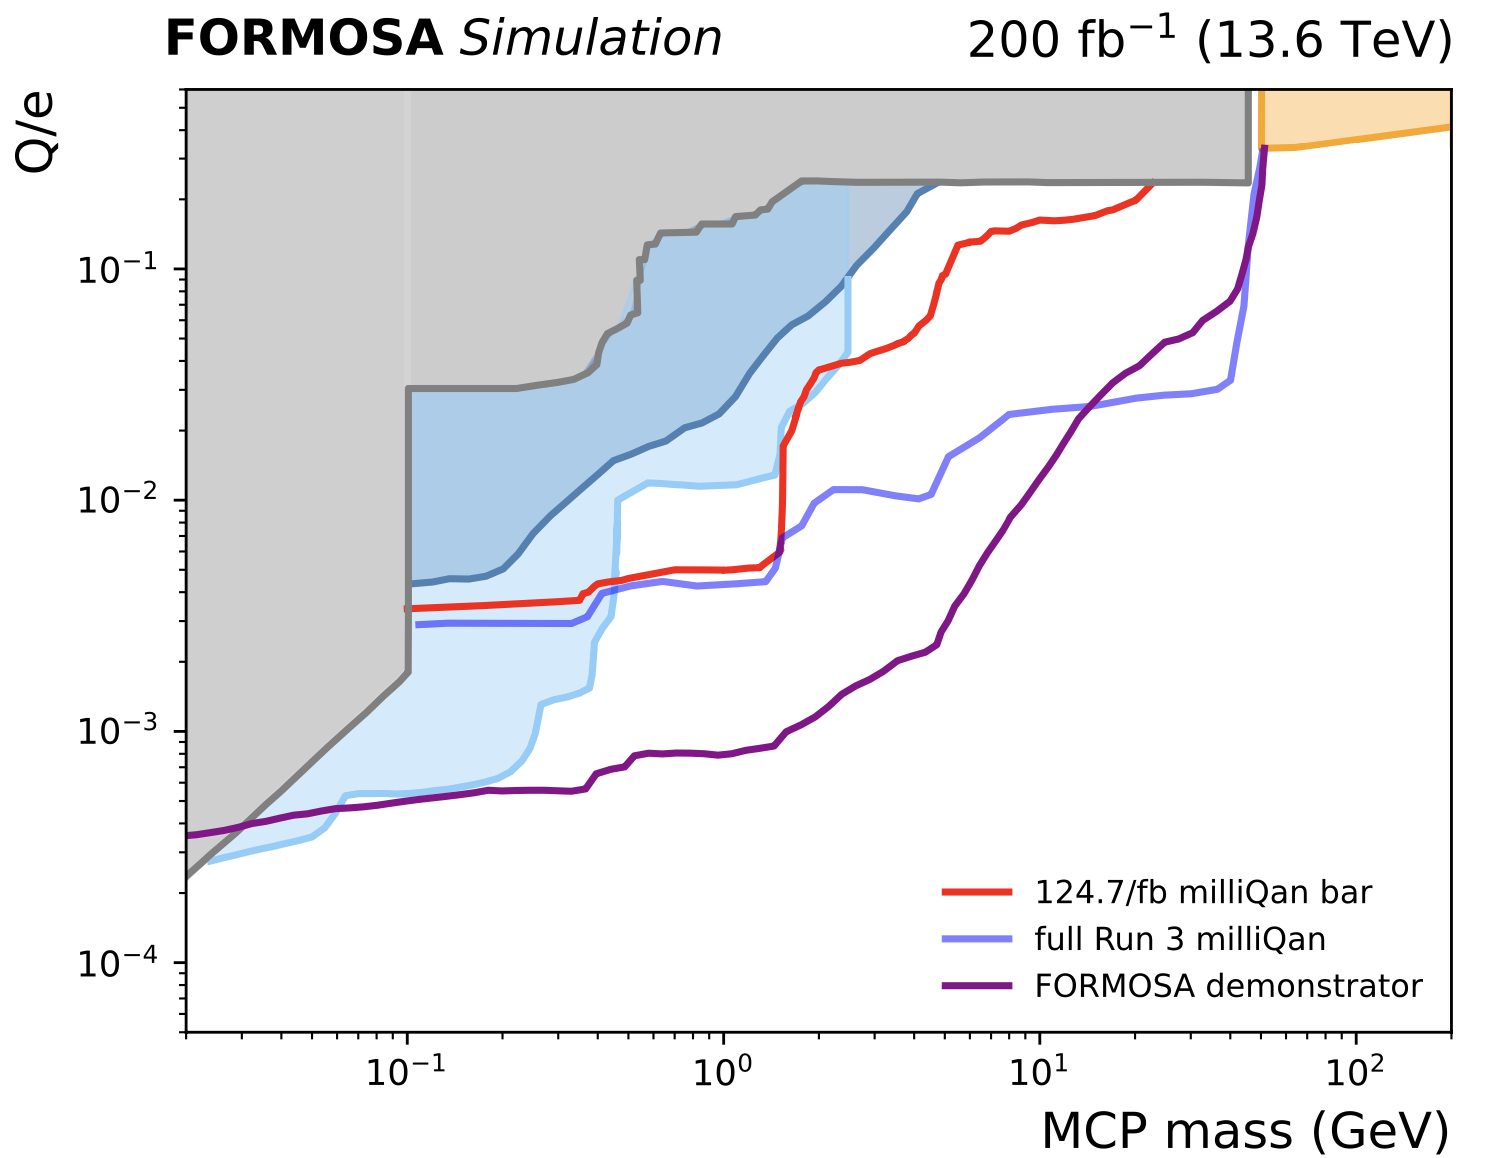 FORMOSA Simulation 200 fb⁻¹ (13.6 TeV)
Q/e
10⁻¹
10⁻²
10⁻³
10⁻⁴
124.7/fb milliQan bar
full Run 3 milliQan
FORMOSA demonstrator
10⁻¹ 10⁰ 10¹ 10²
MCP mass (GeV)